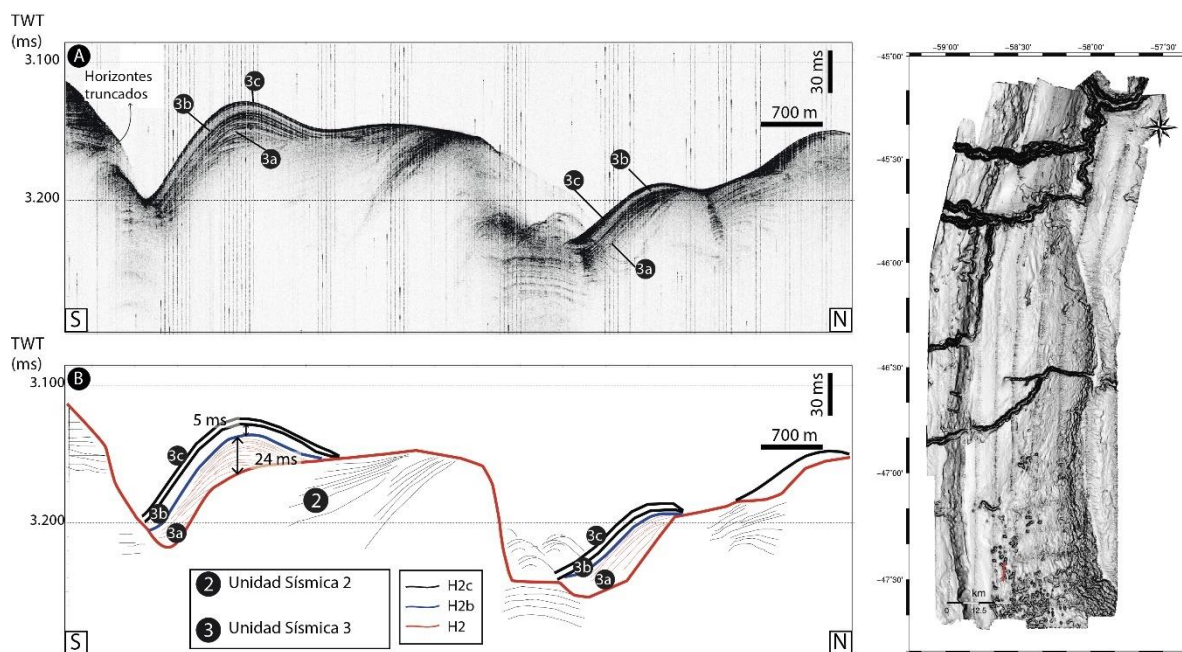 TWT
(ms)
3.100
A
Horizontes
truncados
3b
3c
3a
30 ms
700 m
3b
3c
3.200
3a
S
N
TWT
(ms)
B
3.100
5 ms
30 ms
3c
24 ms
700 m
2
3b
3.200
3a
3c
3b
3a
2 Unidad Sísmica 2
3 Unidad Sísmica 3
H2c
H2b
H2
S
N
-59°00' -58°30' -58°00' -57°30'
-45°00'
-45°30'
-46°00'
-46°30'
-47°00'
-47°30'
km
0 12.5